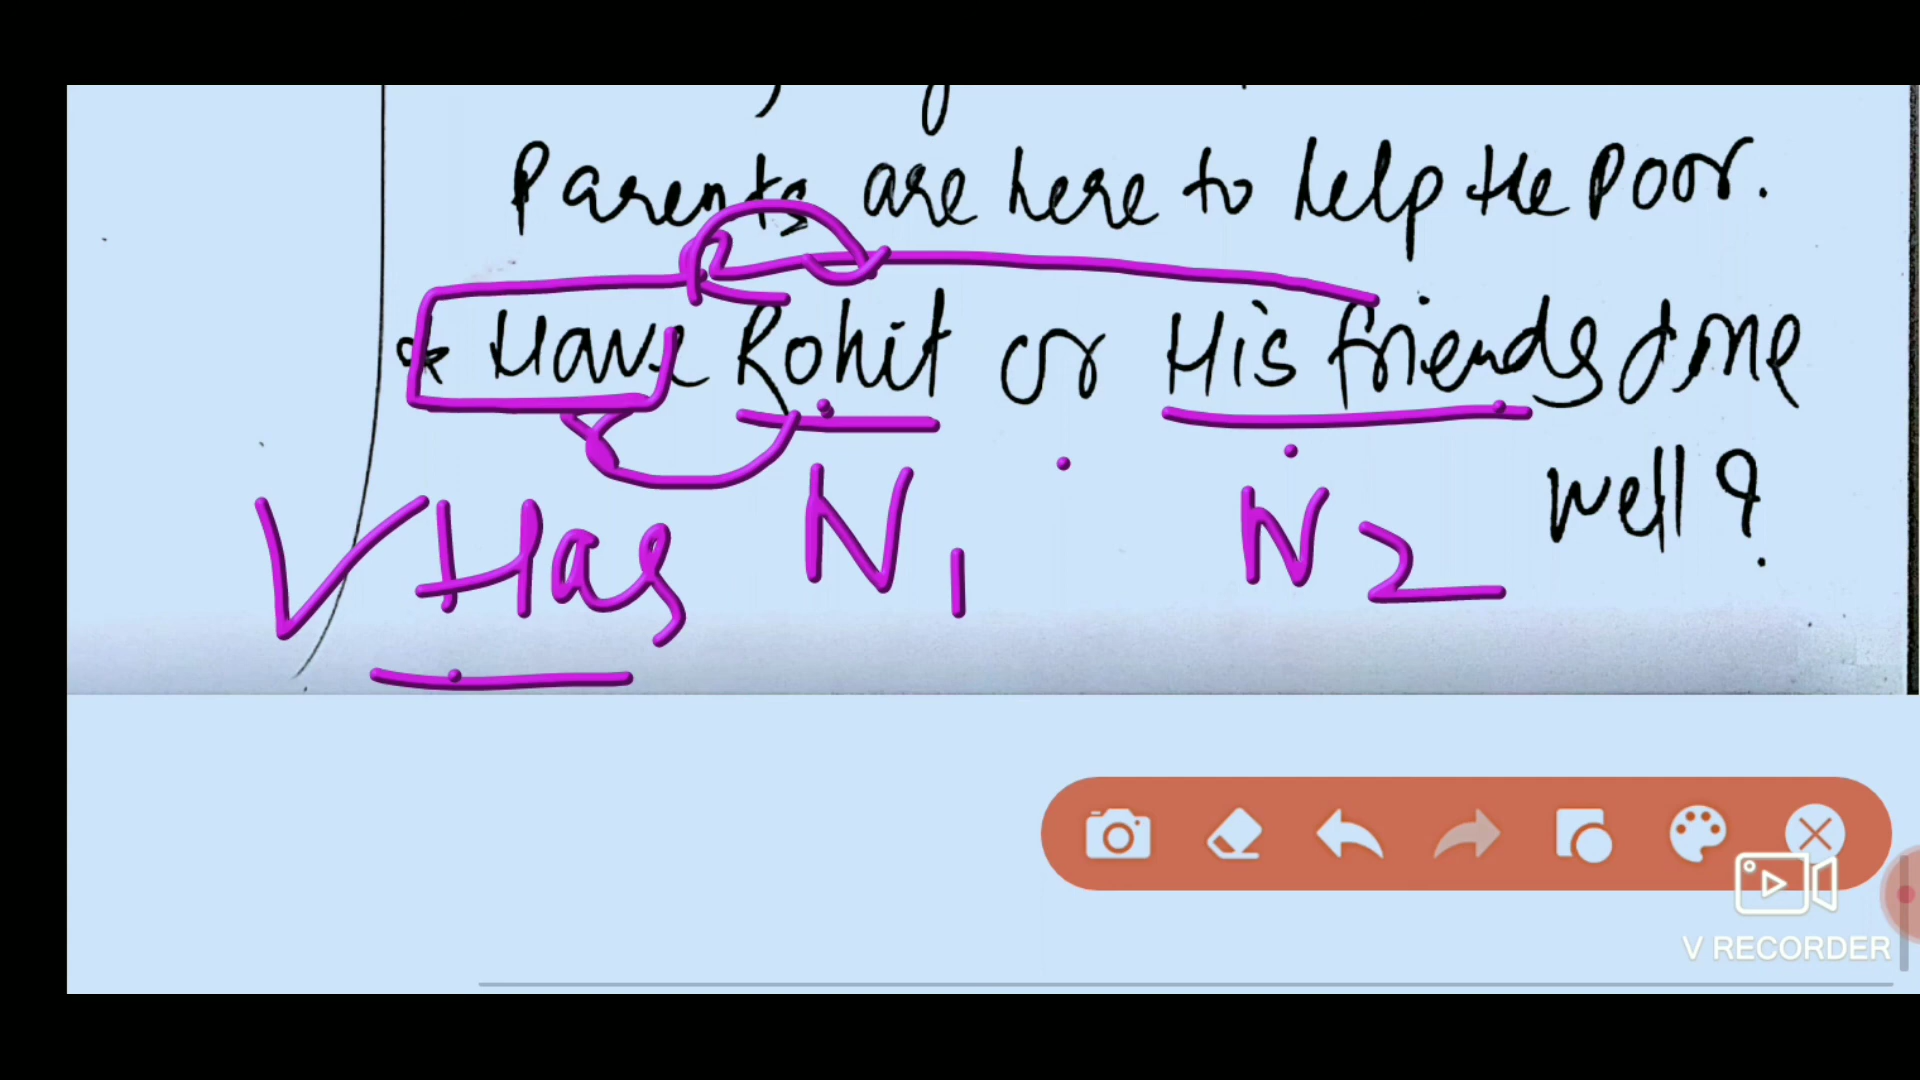 Parents are here to help the Poor.
* Have Rohit or His friends done
well?
Has N1 N2
V RECORDER